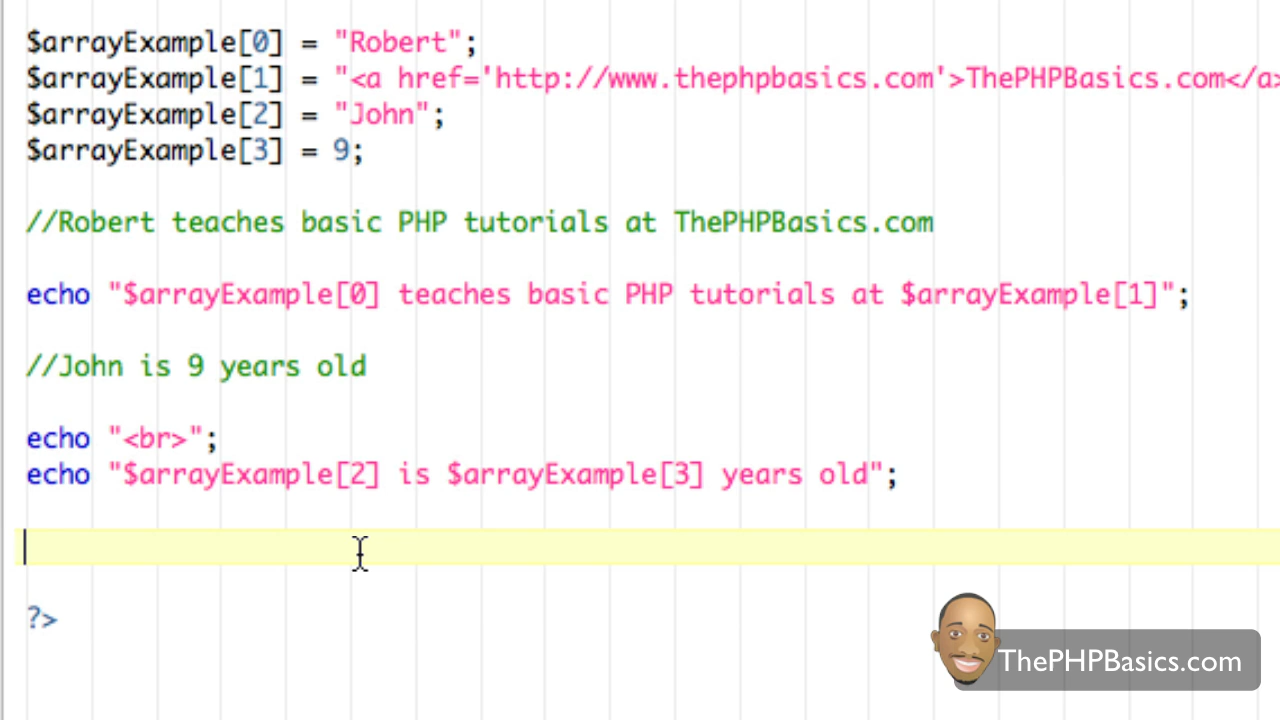 $arrayExample[0] = "Robert";
$arrayExample[1] = "<a href='http://www.thephpbasics.com'>ThePHPBasics.com</a>
$arrayExample[2] = "John";
$arrayExample[3] = 9;
//Robert teaches basic PHP tutorials at ThePHPBasics.com
echo "$arrayExample[0] teaches basic PHP tutorials at $arrayExample[1]";
//John is 9 years old
echo "<br>";
echo "$arrayExample[2] is $arrayExample[3] years old";
?>
ThePHPBasics.com